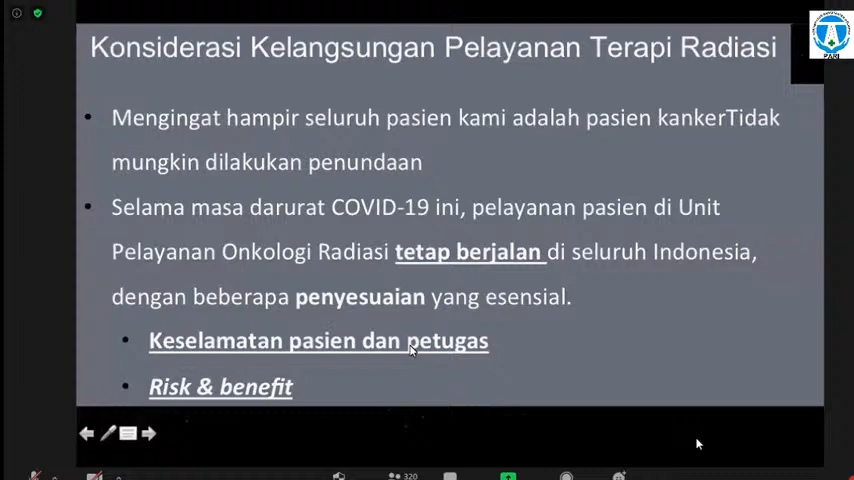 Konsiderasi Kelangsungan Pelayanan Terapi Radiasi
PARI
• Mengingat hampir seluruh pasien kami adalah pasien kankerTidak
mungkin dilakukan penundaan
• Selama masa darurat COVID-19 ini, pelayanan pasien di Unit
Pelayanan Onkologi Radiasi tetap berjalan di seluruh Indonesia,
dengan beberapa penyesuaian yang esensial.
• Keselamatan pasien dan petugas
• Risk & benefit
320